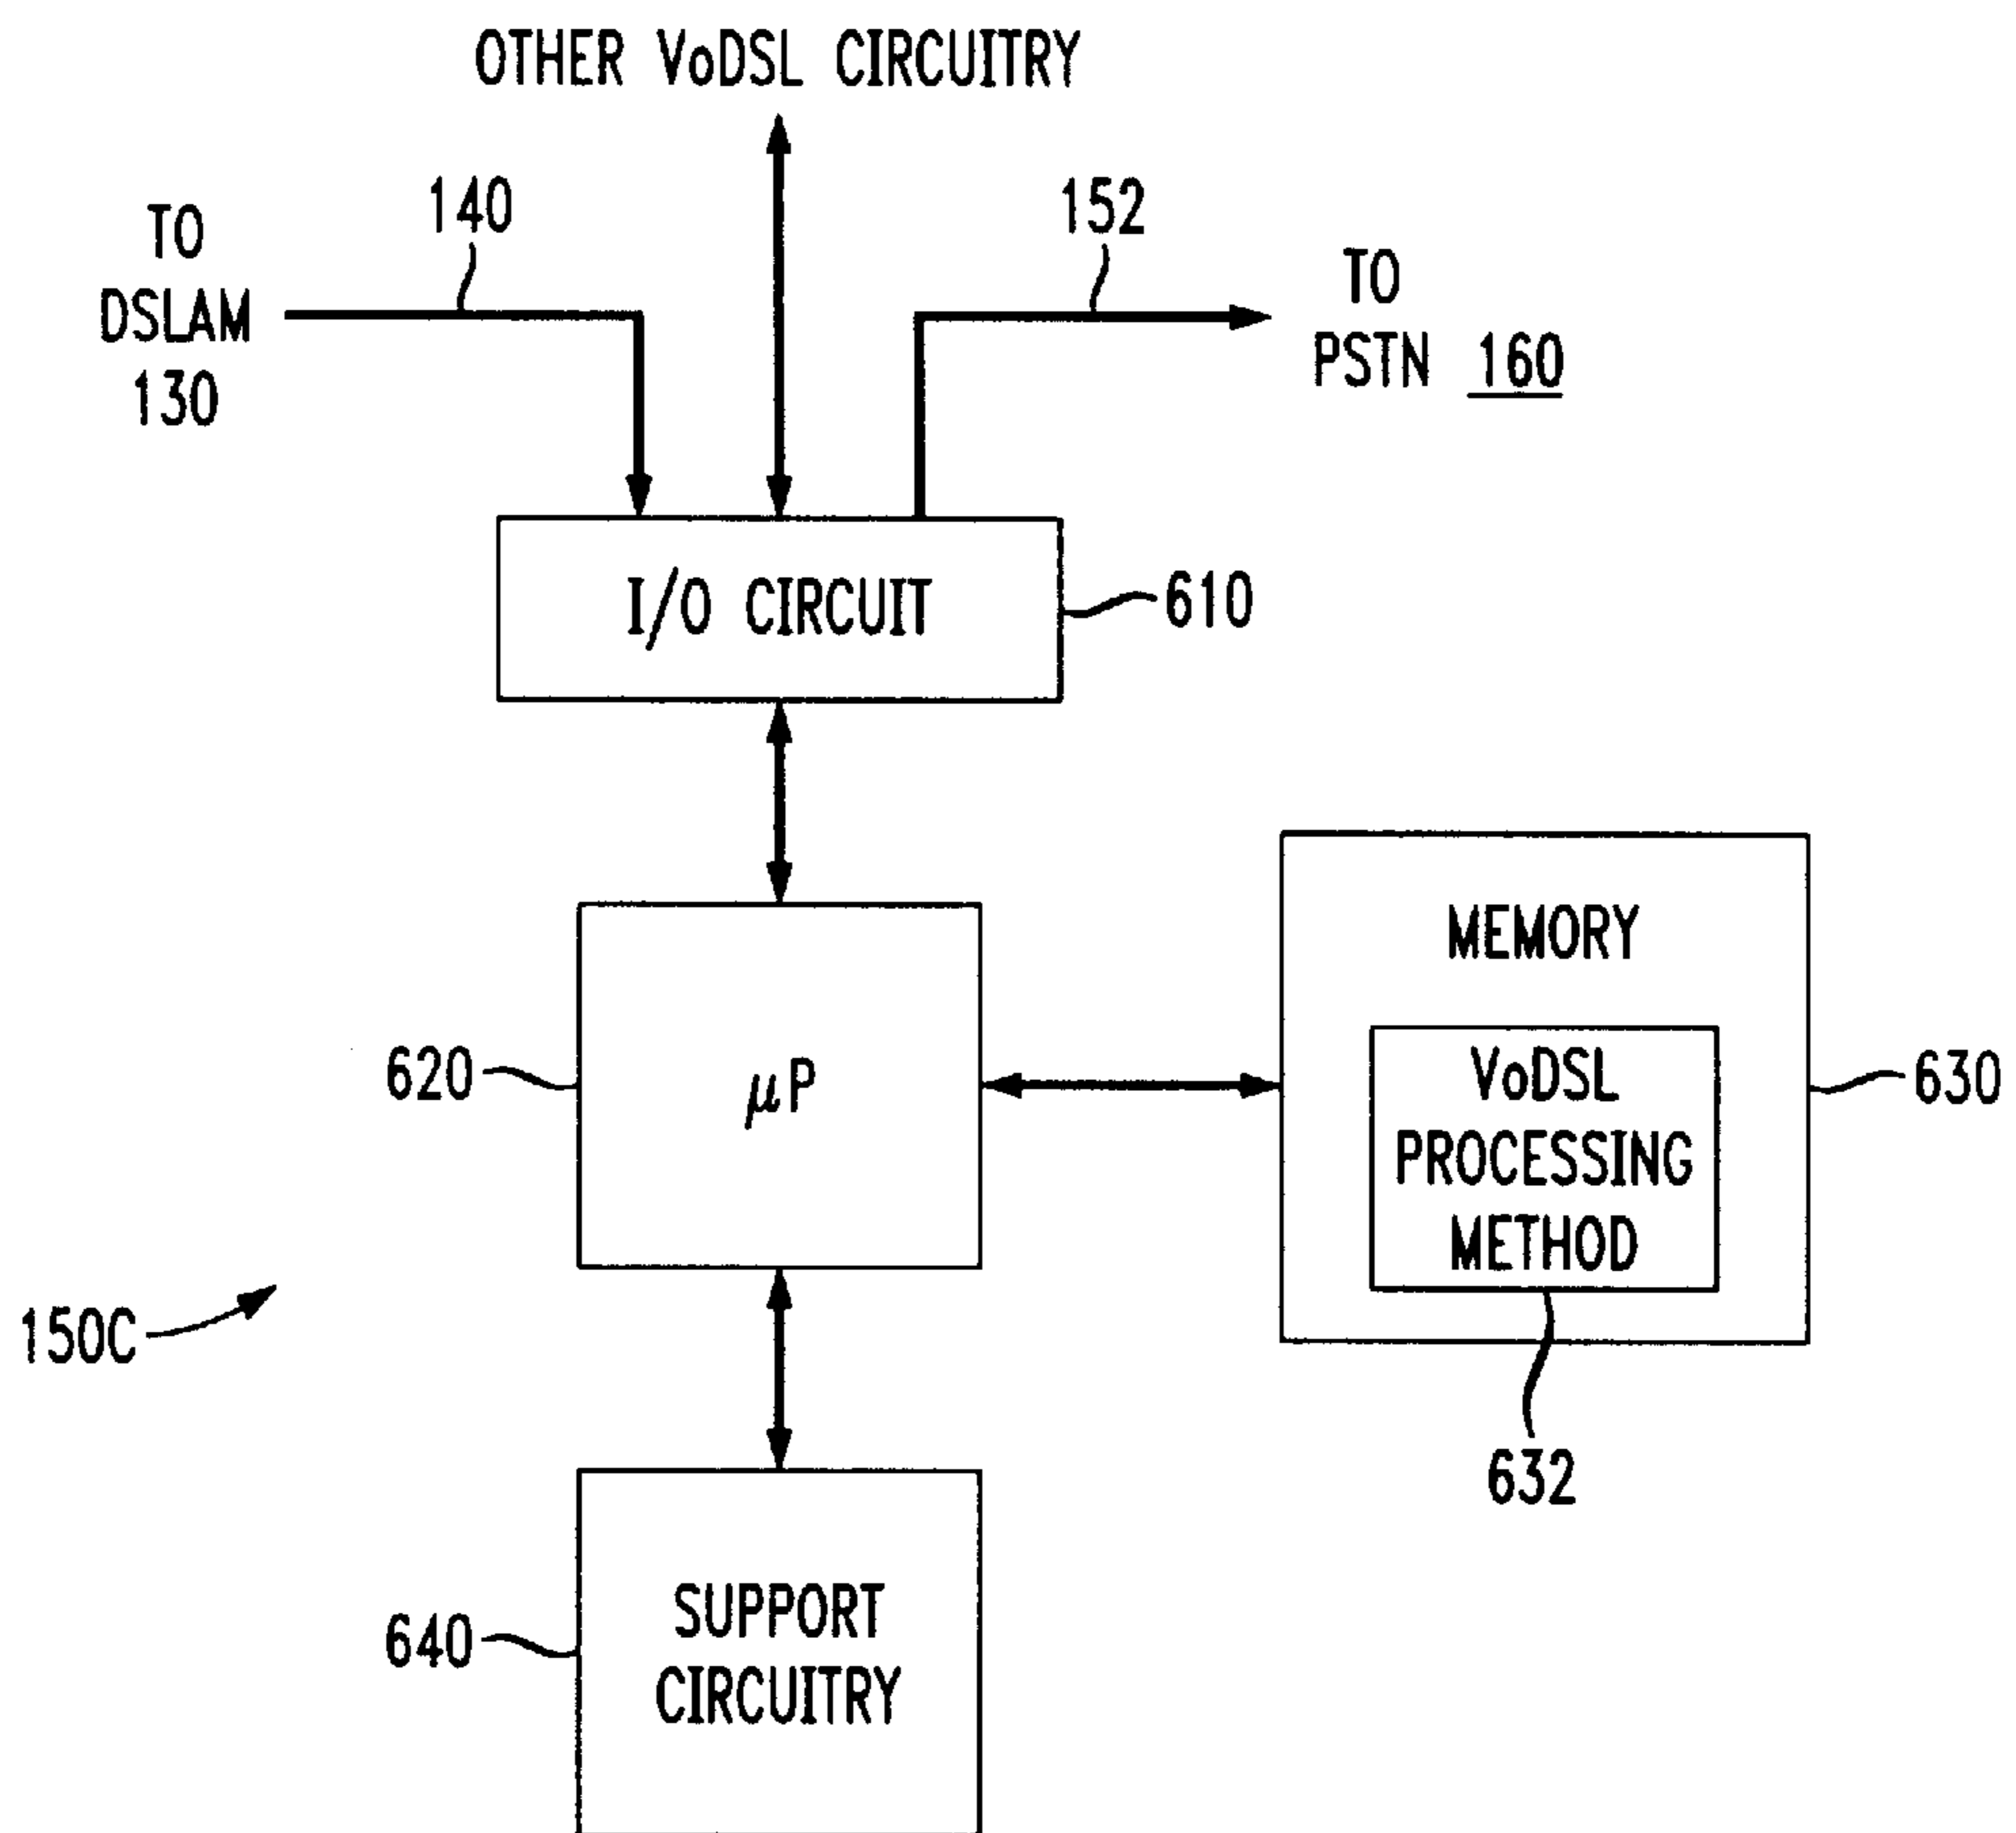 OTHER VoDSL CIRCUITRY
140
152
TO
DSLAM
130
TO
PSTN 160
I/O CIRCUIT
610
MEMORY
620
μP
VoDSL
PROCESSING
METHOD
630
150C
632
640
SUPPORT
CIRCUITRY